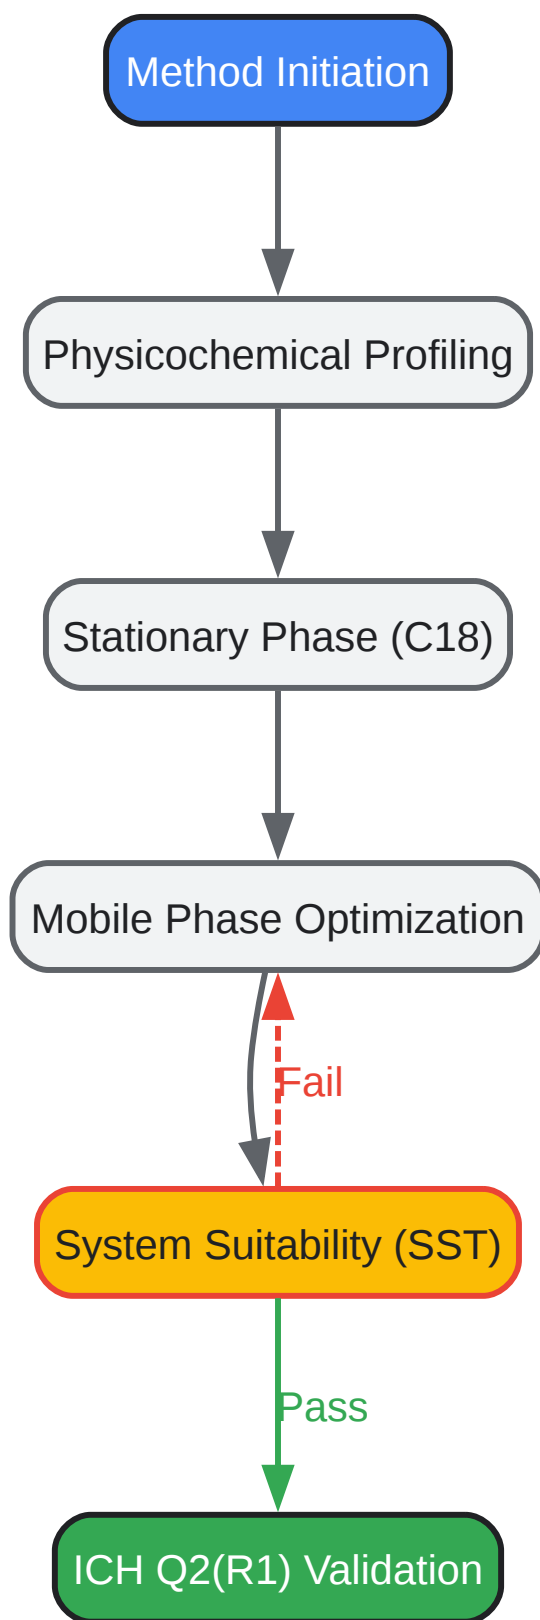 Method Initiation
Physicochemical Profiling
Stationary Phase (C18)
Mobile Phase Optimization
Fail
System Suitability (SST)
Pass
ICH Q2(R1) Validation